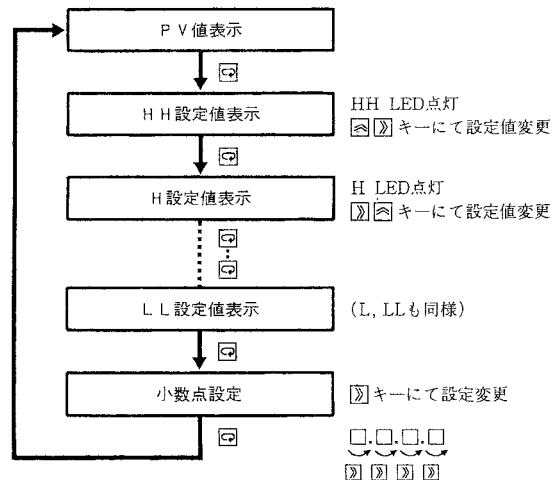 ＰＶ値表示
ＨＨ設定値表示
HH LED点灯
キーにて設定値変更
Ｈ設定値表示
H LED点灯
キーにて設定値変更
ＬＬ設定値表示
(L, LLも同様)
小数点設定
キーにて設定変更
□.□.□.□